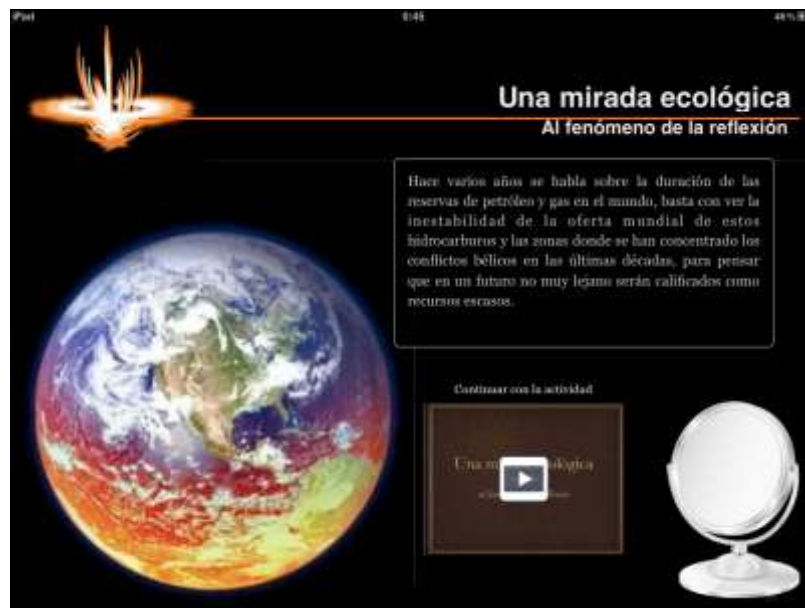 iPad
Una mirada ecológica
Al fenómeno de la reflexión
Hace varios años se habla sobre la duración de las
reservas de petróleo y gas en el mundo, basta con ver la
inestabilidad de la oferta mundial de estos
hidrocarburos y las zonas donde se han concentrado los
conflictos bélicos en las últimas décadas, para pensar
que en un futuro no muy lejano serán calificados como
recursos escasos.
Continuar con la actividad
Una